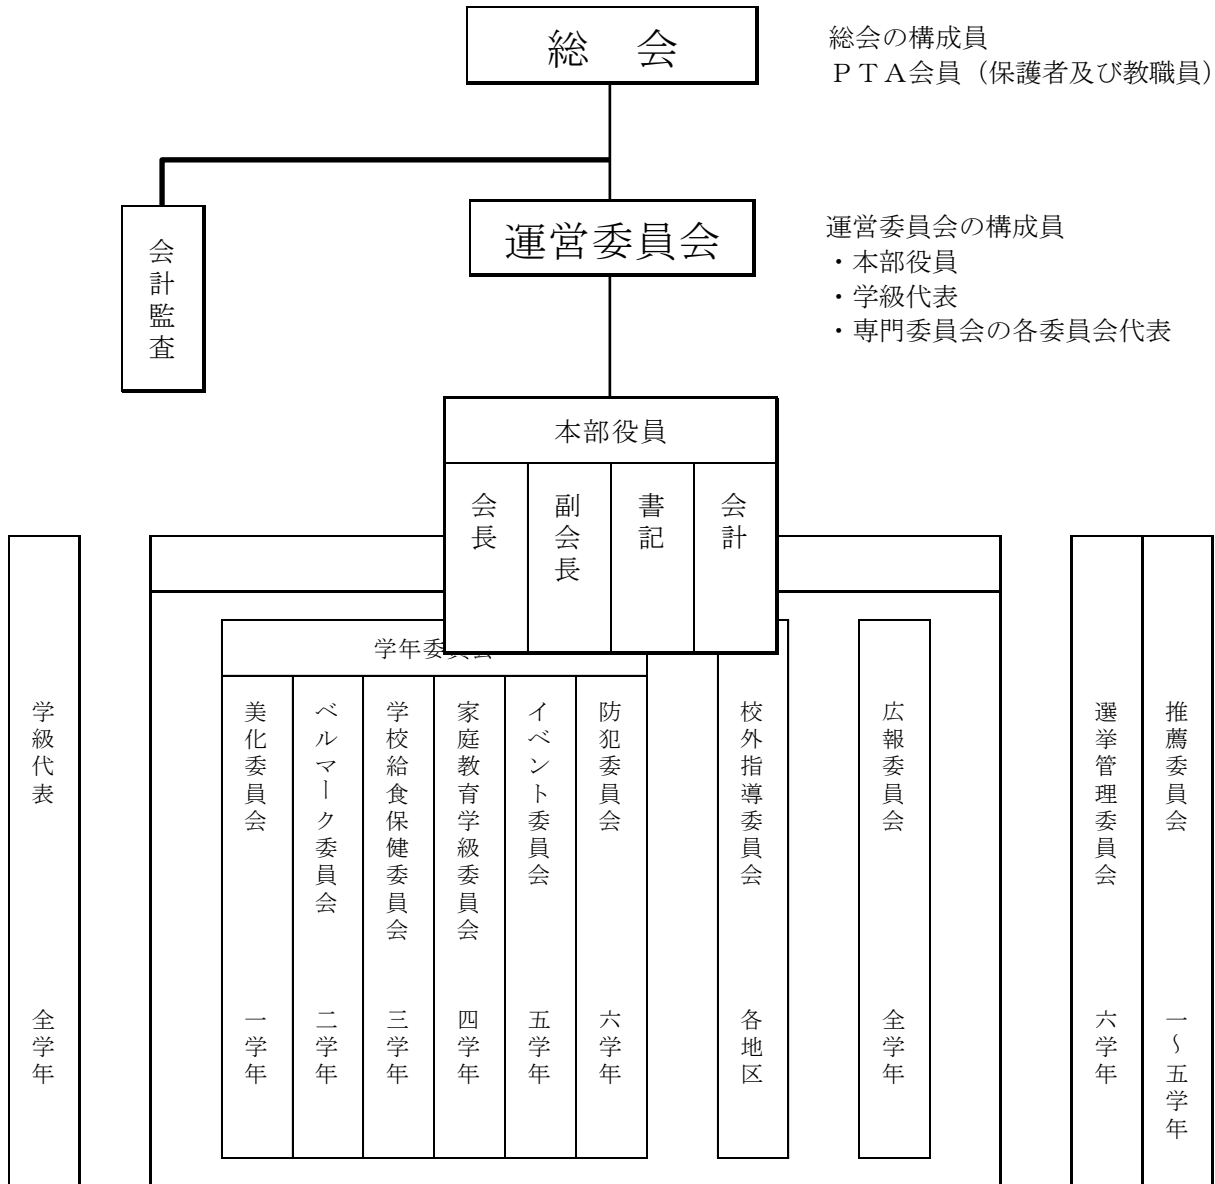 総　会
総会の構成員
ＰＴＡ会員（保護者及び教職員）
会計監査
運営委員会
運営委員会の構成員
・本部役員
・学級代表
・専門委員会の各委員会代表
本部役員
会長
副会長
書記
会計
学級代表
全学年
学年委員会
美化委員会
一学年
ベルマーク委員会
二学年
学校給食保健委員会
三学年
家庭教育学級委員会
四学年
イベント委員会
五学年
防犯委員会
六学年
校外指導委員会
各地区
広報委員会
全学年
選挙管理委員会
六学年
推薦委員会
一～五学年